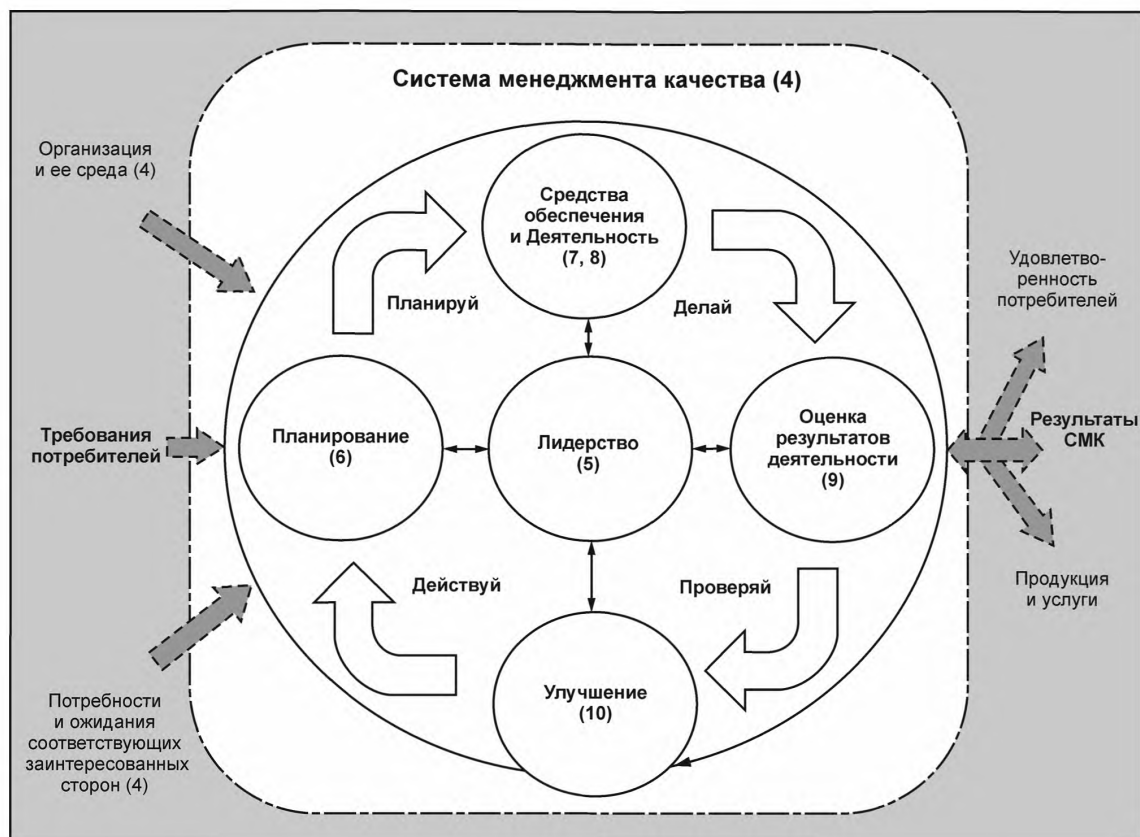 Система менеджмента качества (4)
Организация
и ее среда (4)
Средства
обеспечения
и Деятельность
(7, 8)
Удовлетво-
ренность
потребителей
Планируй
Делай
Требования
потребителей
Планирование
(6)
Лидерство
(5)
Оценка
результатов
деятельности
(9)
Результаты
СМК
Действуй
Проверяй
Продукция
и услуги
Улучшение
(10)
Потребности
и ожидания
соответствующих
заинтересованных
сторон (4)